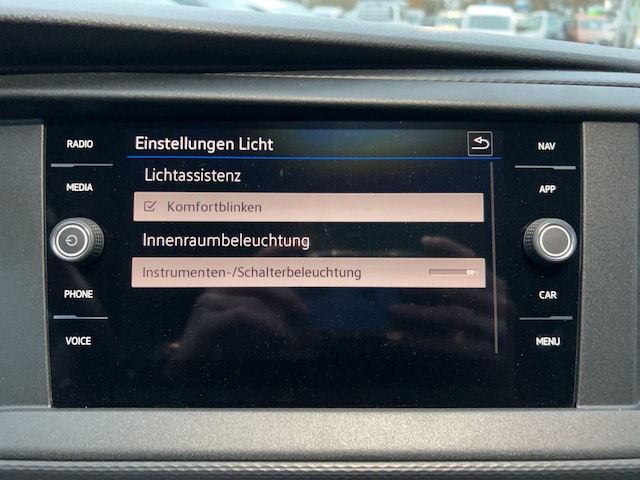 RADIO
MEDIA
PHONE
VOICE
Einstellungen Licht
Lichtassistenz
Komfortblinken
Innenraumbeleuchtung
Instrumenten-/Schalterbeleuchtung
NAV
APP
CAR
MENU